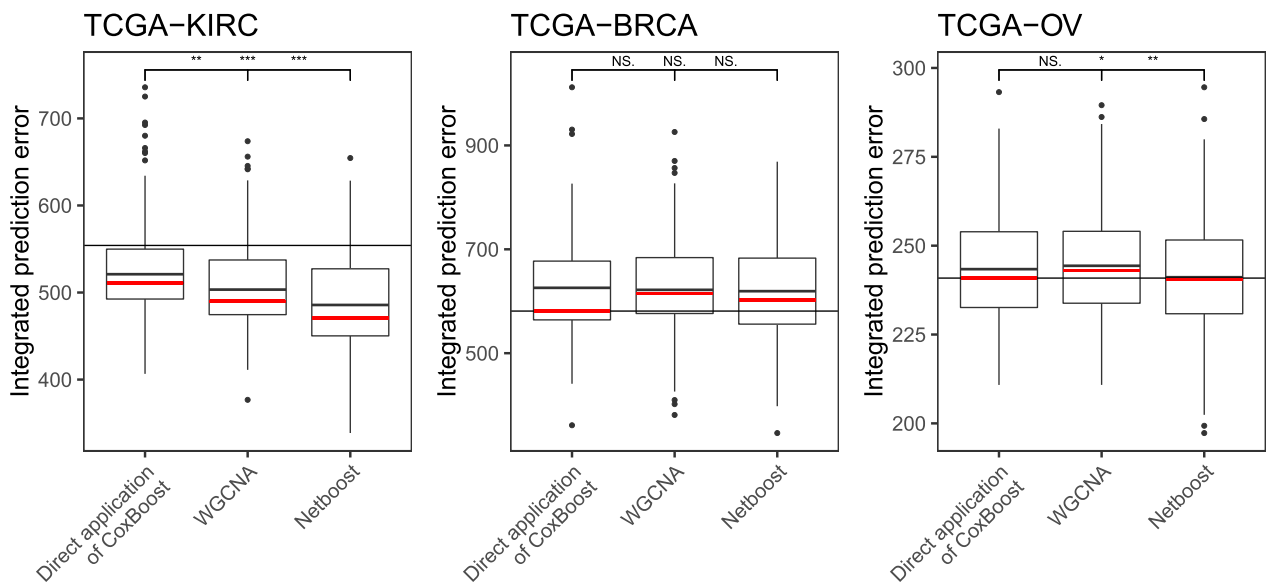 TCGA−KIRC
** *** ***
Integrated prediction error
700
600
500
400
Direct application
of CoxBoost
WGCNA
Netboost
TCGA−BRCA
NS. NS. NS.
Integrated prediction error
900
700
500
Direct application
of CoxBoost
WGCNA
Netboost
TCGA−OV
NS. * **
Integrated prediction error
300
275
250
225
200
Direct application
of CoxBoost
WGCNA
Netboost